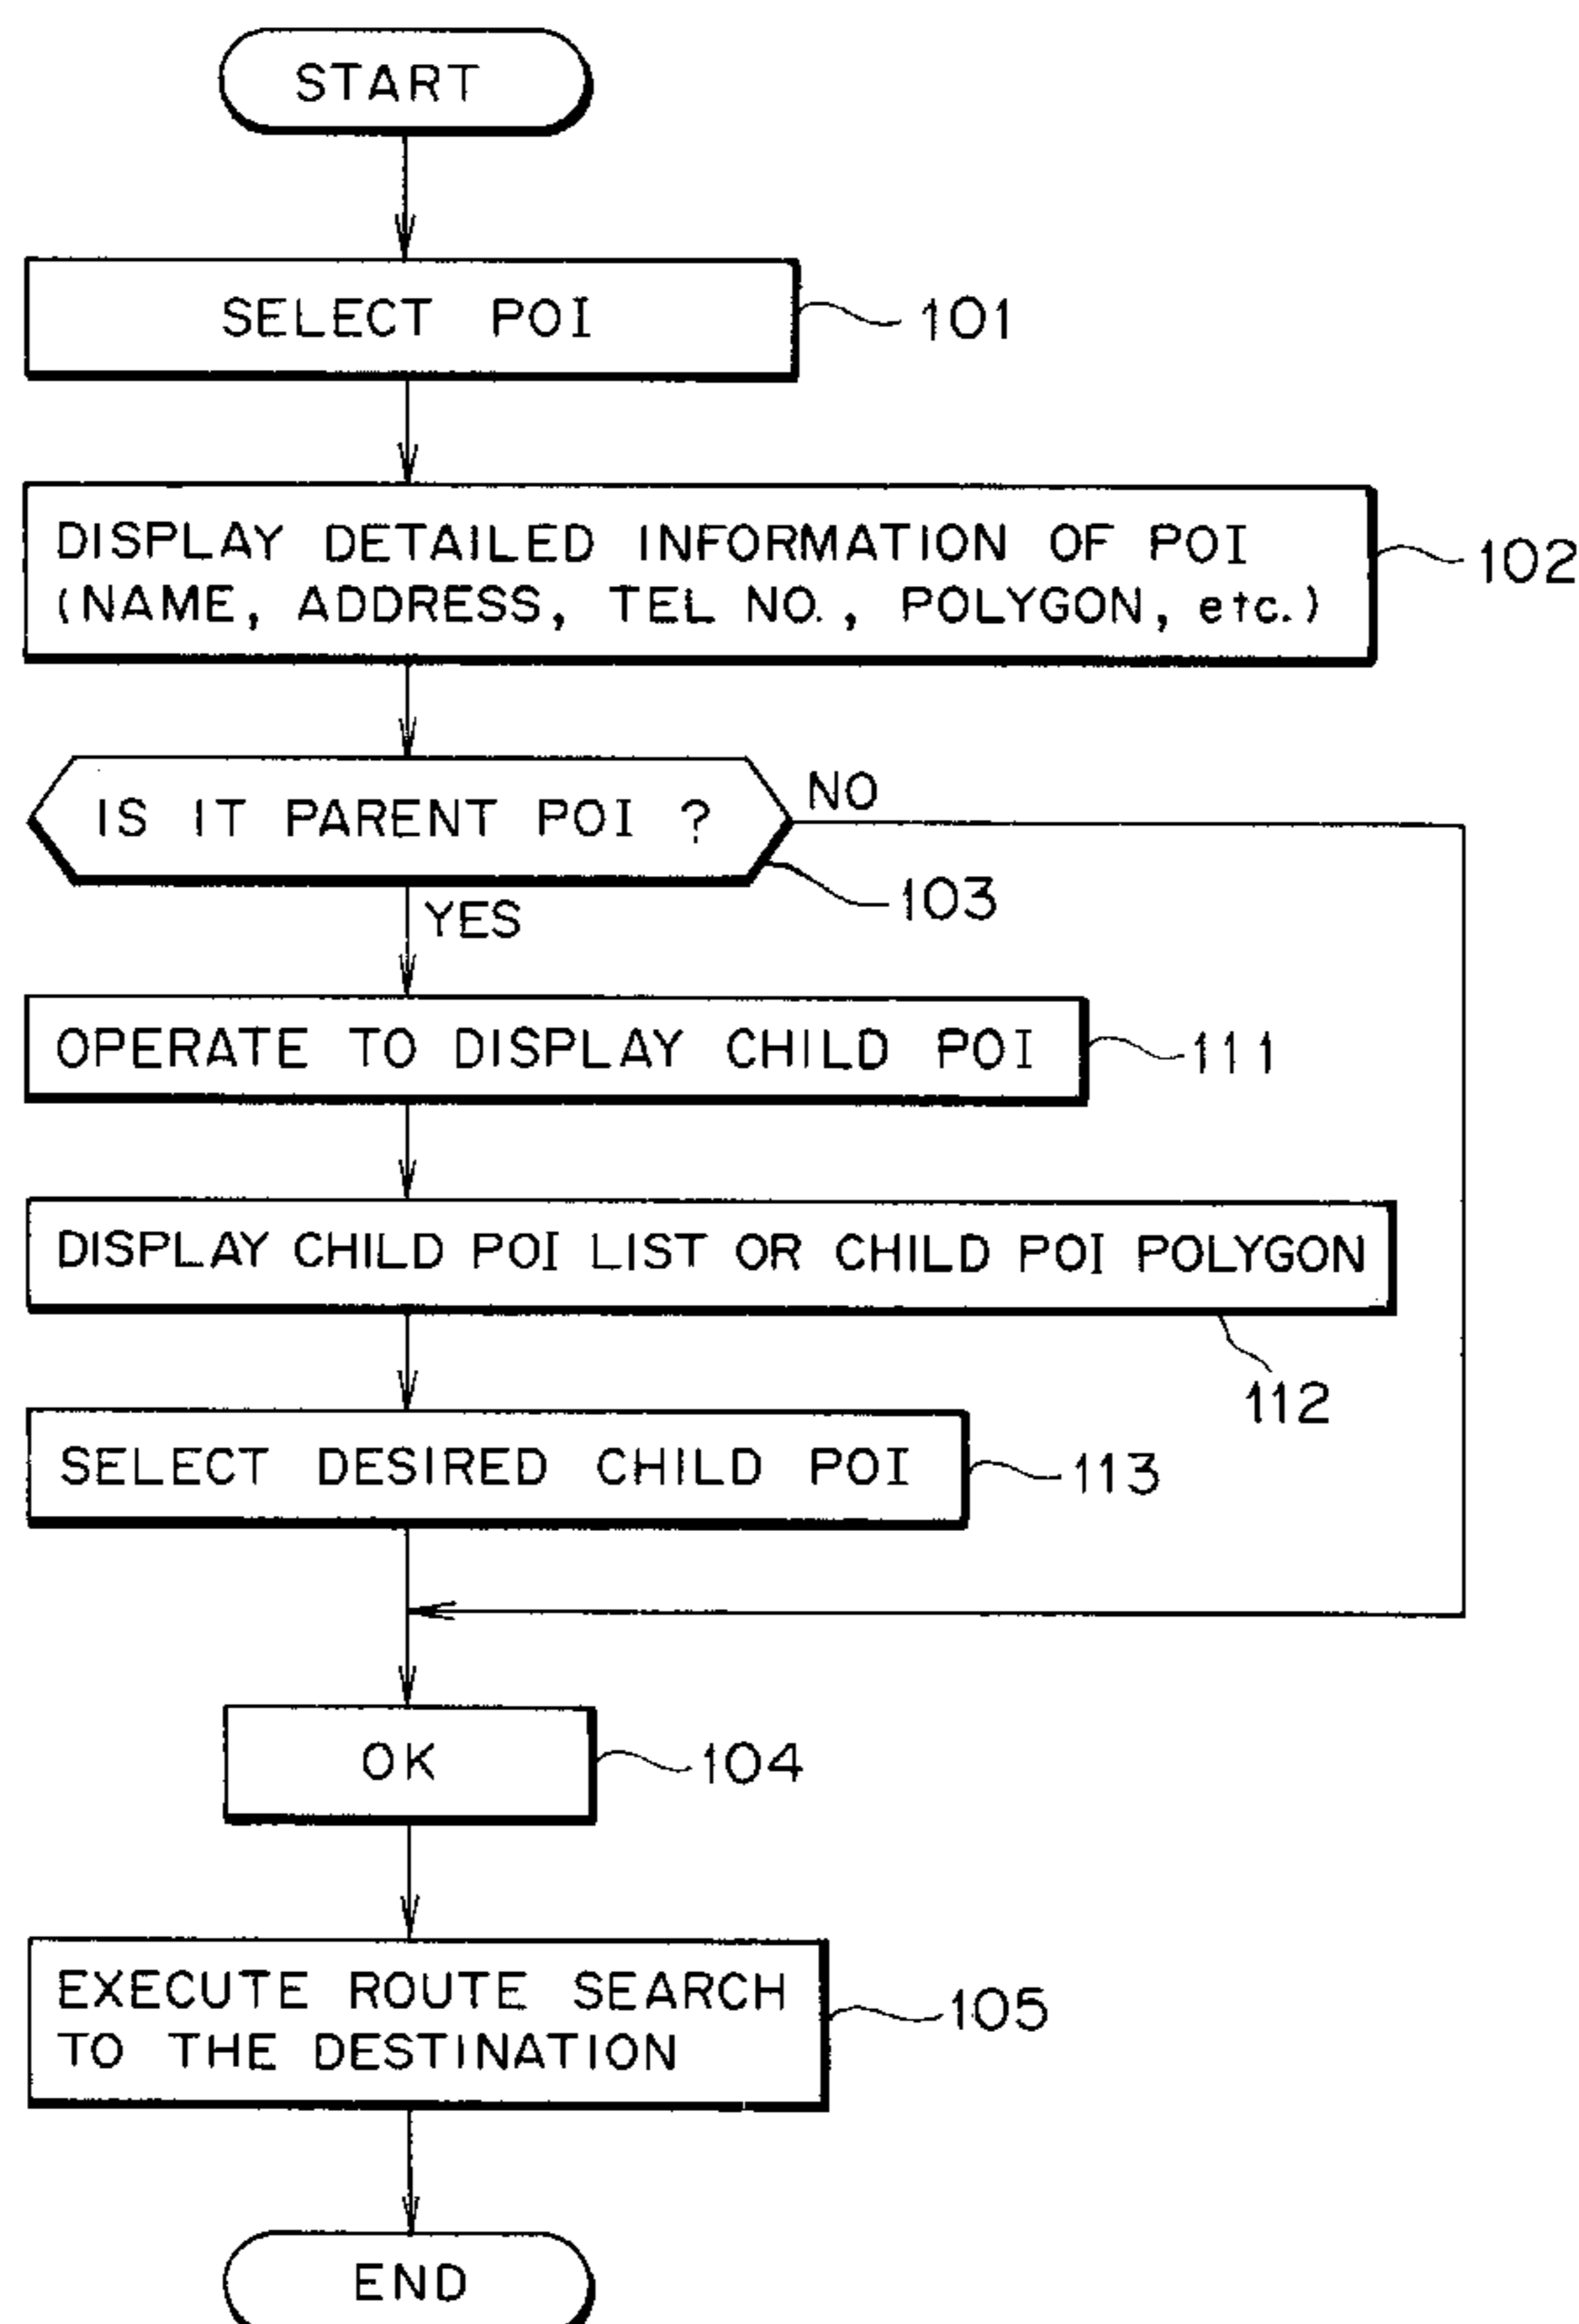 START
SELECT POI
101
DISPLAY DETAILED INFORMATION OF POI
(NAME, ADDRESS, TEL NO., POLYGON, etc.)
102
IS IT PARENT POI ?
NO
103
YES
OPERATE TO DISPLAY CHILD POI
111
DISPLAY CHILD POI LIST OR CHILD POI POLYGON
112
SELECT DESIRED CHILD POI
113
OK
104
EXECUTE ROUTE SEARCH
TO THE DESTINATION
105
END